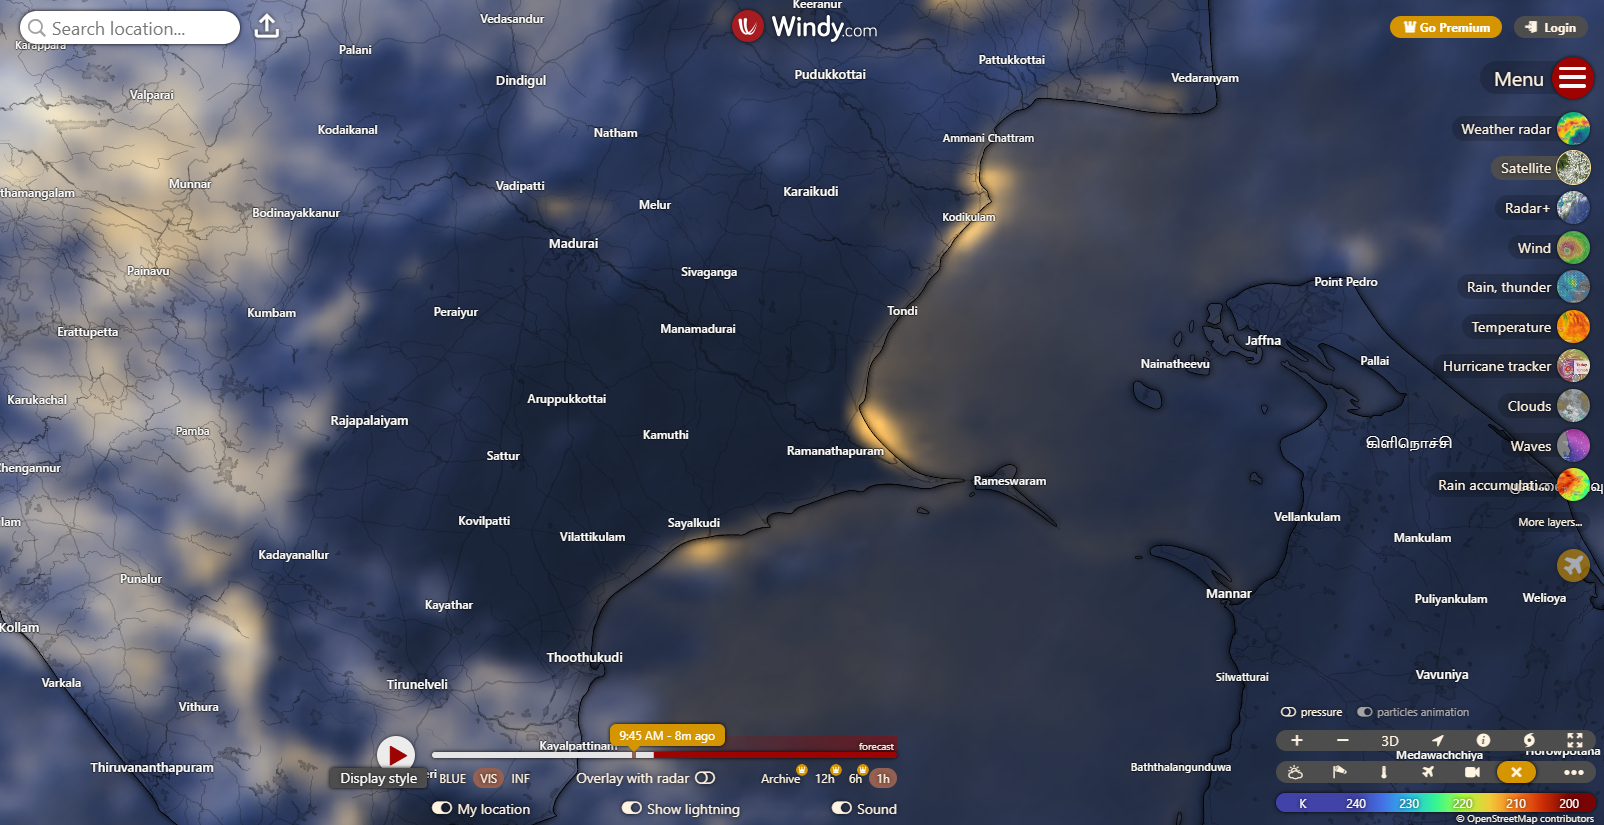 Search location...
Windy.com
Go Premium
Login
Menu
Weather radar
Satellite
Radar+
Wind
Rain, thunder
Temperature
Hurricane tracker
Clouds
Waves
Rain accumulati
More layers...
Keeranur
Vedasandur
Karappara
Palani
Pattukkottai
Pudukkottai
Vedaranyam
Dindigul
Valparai
Kodaikanal
Natham
Ammani Chattram
Munnar
Vadipatti
Karaikudi
thamangalam
Melur
Bodinayakkanur
Kodikulam
Madurai
Painavu
Sivaganga
Point Pedro
Kumbam
Peraiyur
Tondi
Erattupetta
Manamadurai
Jaffna
Nainatheevu
Pallai
Karukachal
Aruppukkottai
Rajapalaiyam
Pamba
Kamuthi
கிளிநொச்சி
Sattur
Ramanathapuram
Chengannur
Rameswaram
Kovilpatti
Sayalkudi
Vellankulam
lam
Vilattikulam
Mankulam
Kadayanallur
Punalur
Mannar
Puliyankulam
Welioya
Kayathar
Kollam
Thoothukudi
Vavuniya
Silwatturai
Varkala
Tirunelveli
Vithura
Kayalpattinam
Thiruvananthapuram
Baththalangunduwa
Medawachchiya
Horowpotana
9:45 AM - 8m ago
forecast
Display style
eri
BLUE
VIS
INF
Overlay with radar
Archive
12h
6h
1h
My location
Show lightning
Sound
pressure
particles animation
3D
K 240 230 220 210 200
© OpenStreetMap contributors